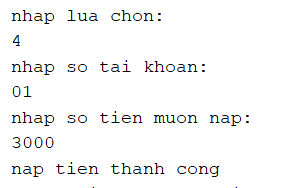 nhap lua chon:
4
nhap so tai khoan:
01
nhap so tien muon nap:
3000
nap tien thanh cong